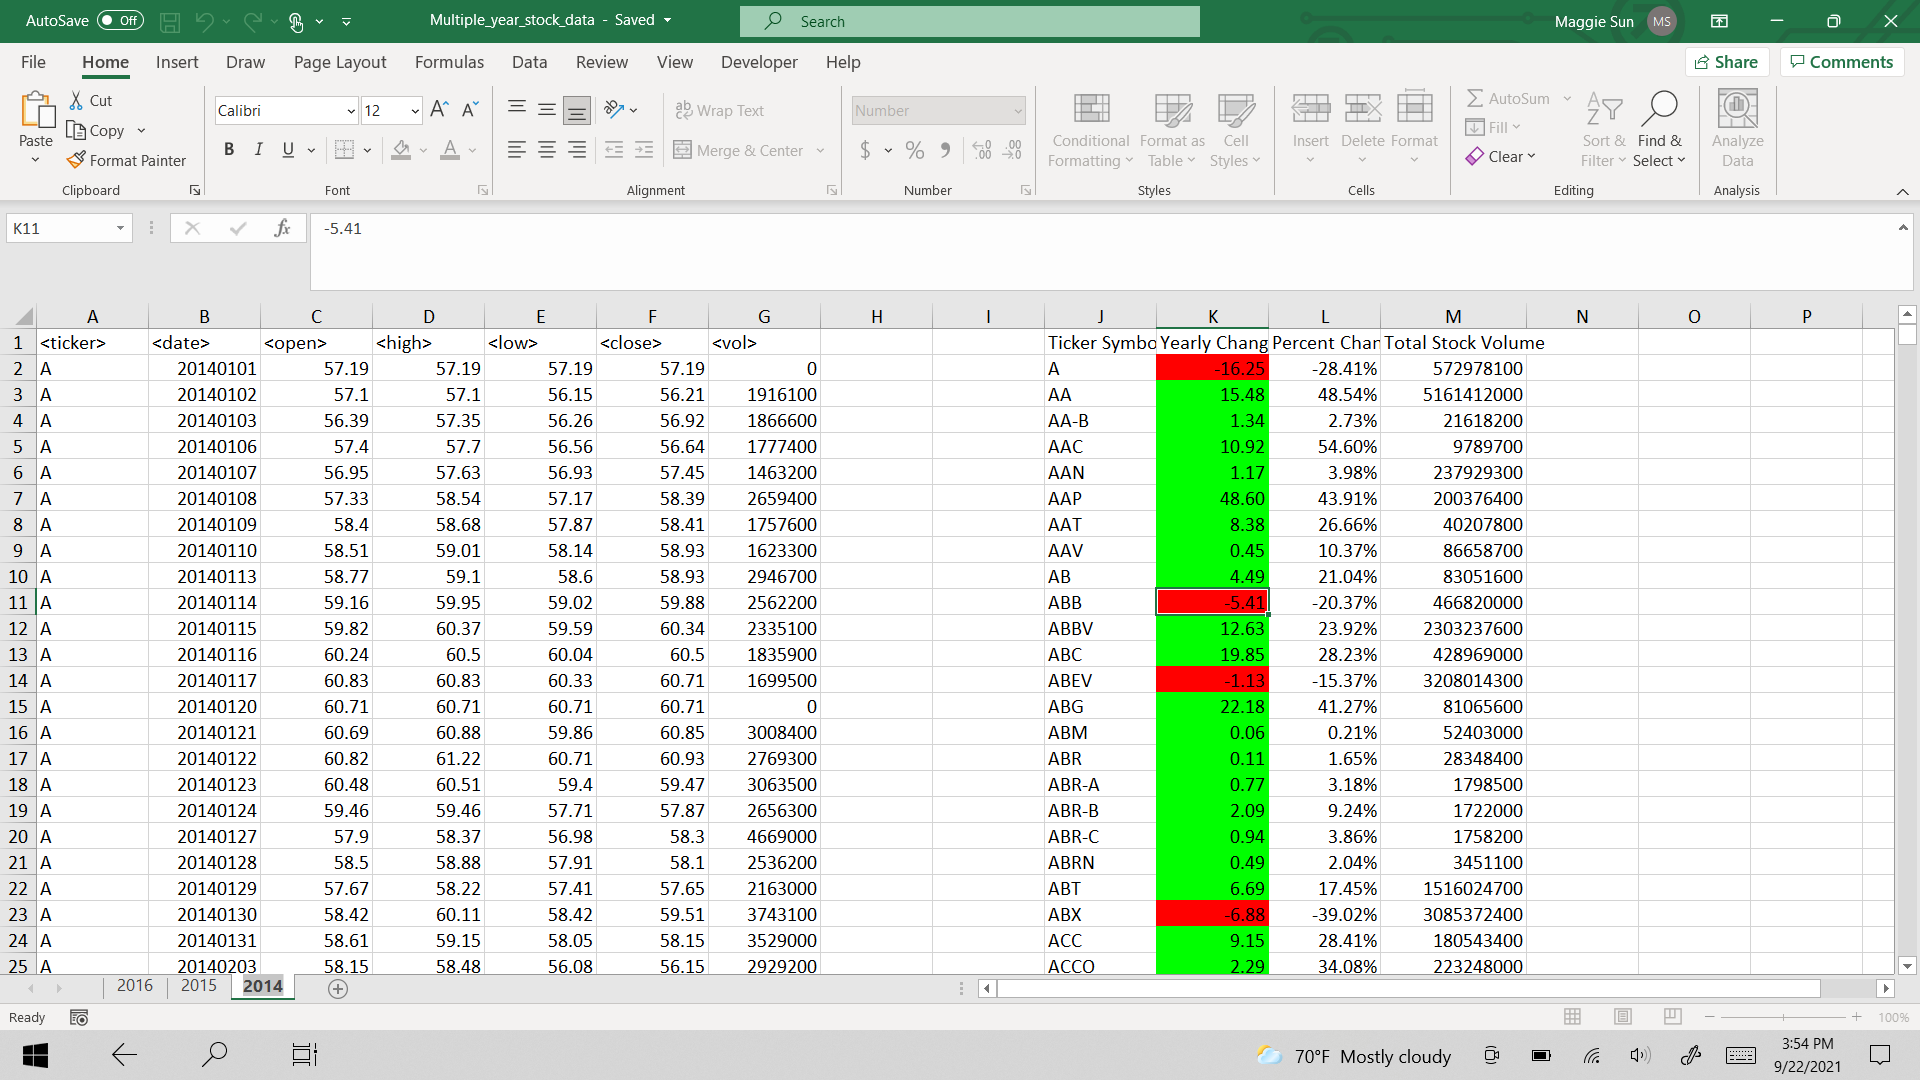 AutoSave Off Multiple_year_stock_data - Saved Search Maggie Sun MS
File Home Insert Draw Page Layout Formulas Data Review View Developer Help Share Comments
Cut
Copy
Format Painter
Paste
Clipboard
Calibri 12
B I U
Font
Wrap Text
Merge & Center
Alignment
Number
$ % 9
Number
Conditional Formatting
Format as Table
Cell Styles
Styles
Insert Delete Format
Cells
AutoSum
Fill
Clear
Sort & Filter
Find & Select
Editing
Analyze Data
Analysis
K11 fx -5.41
A B C D E F G H I J K L M N O P
1 <ticker> <date> <open> <high> <low> <close> <vol> Ticker Symbo Yearly Chang Percent Chan Total Stock Volume
2 A 20140101 57.19 57.19 57.19 57.19 0 A -16.25 -28.41% 572978100
3 A 20140102 57.1 57.1 56.15 56.21 1916100 AA 15.48 48.54% 5161412000
4 A 20140103 56.39 57.35 56.26 56.92 1866600 AA-B 1.34 2.73% 21618200
5 A 20140106 57.4 57.7 56.56 56.64 1777400 AAC 10.92 54.60% 9789700
6 A 20140107 56.95 57.63 56.93 57.45 1463200 AAN 1.17 3.98% 237929300
7 A 20140108 57.33 58.54 57.17 58.39 2659400 AAP 48.60 43.91% 200376400
8 A 20140109 58.4 58.68 57.87 58.41 1757600 AAT 8.38 26.66% 40207800
9 A 20140110 58.51 59.01 58.14 58.93 1623300 AAV 0.45 10.37% 86658700
10 A 20140113 58.77 59.1 58.6 58.93 2946700 AB 4.49 21.04% 83051600
11 A 20140114 59.16 59.95 59.02 59.88 2562200 ABB -5.41 -20.37% 466820000
12 A 20140115 59.82 60.37 59.59 60.34 2335100 ABBV 12.63 23.92% 2303237600
13 A 20140116 60.24 60.5 60.04 60.5 1835900 ABC 19.85 28.23% 428969000
14 A 20140117 60.83 60.83 60.33 60.71 1699500 ABEV -1.13 -15.37% 3208014300
15 A 20140120 60.71 60.71 60.71 60.71 0 ABG 22.18 41.27% 81065600
16 A 20140121 60.69 60.88 59.86 60.85 3008400 ABM 0.06 0.21% 52403000
17 A 20140122 60.82 61.22 60.71 60.93 2769300 ABR 0.11 1.65% 28348400
18 A 20140123 60.48 60.51 59.4 59.47 3063500 ABR-A 0.77 3.18% 1798500
19 A 20140124 59.46 59.46 57.71 57.87 2656300 ABR-B 2.09 9.24% 1722000
20 A 20140127 57.9 58.37 56.98 58.3 4669000 ABR-C 0.94 3.86% 1758200
21 A 20140128 58.5 58.88 57.91 58.1 2536200 ABRN 0.49 2.04% 3451100
22 A 20140129 57.67 58.22 57.41 57.65 2163000 ABT 6.69 17.45% 1516024700
23 A 20140130 58.42 60.11 58.42 59.51 3743100 ABX -6.88 -39.02% 3085372400
24 A 20140131 58.61 59.15 58.05 58.15 3529000 ACC 9.15 28.41% 180543400
25 A 20140203 58.15 58.48 56.08 56.15 2929200 ACCO 2.29 34.08% 223248000
2016 2015 2014
Ready 100%
70°F Mostly cloudy 3:54 PM
9/22/2021